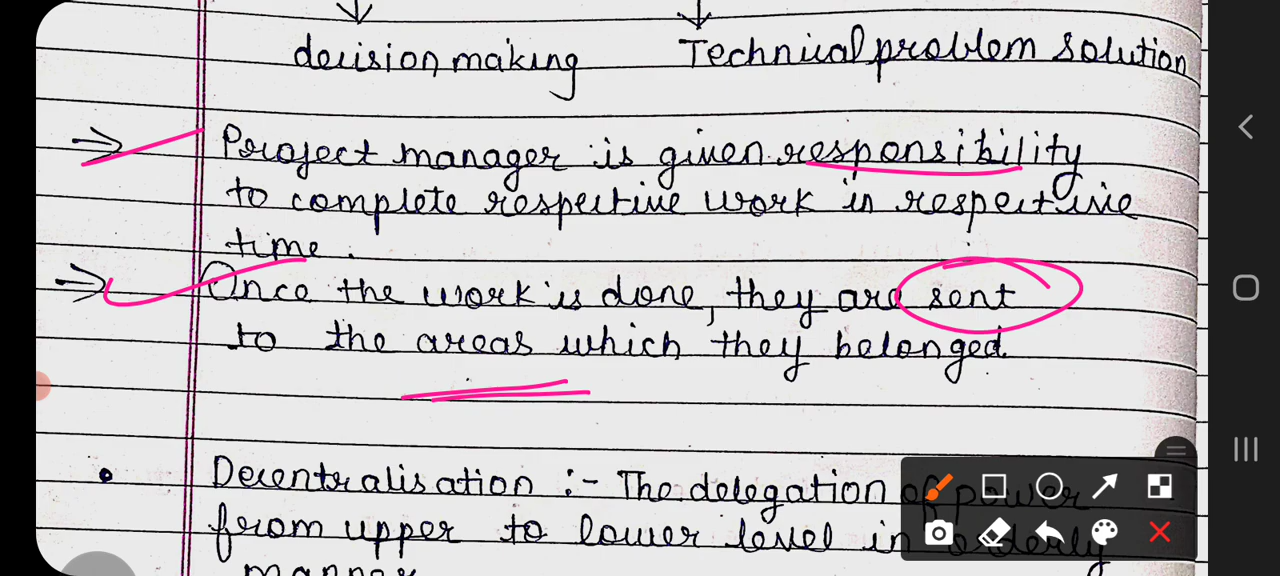 decision making Technical problem solution
⇒ Project manager is given responsibility
to complete respective work in respective
time.
⇒ Once the work is done, they are sent
to the areas which they belonged.
• Decentralisation :- The delegation of power
from upper to lower level in orderly
manner